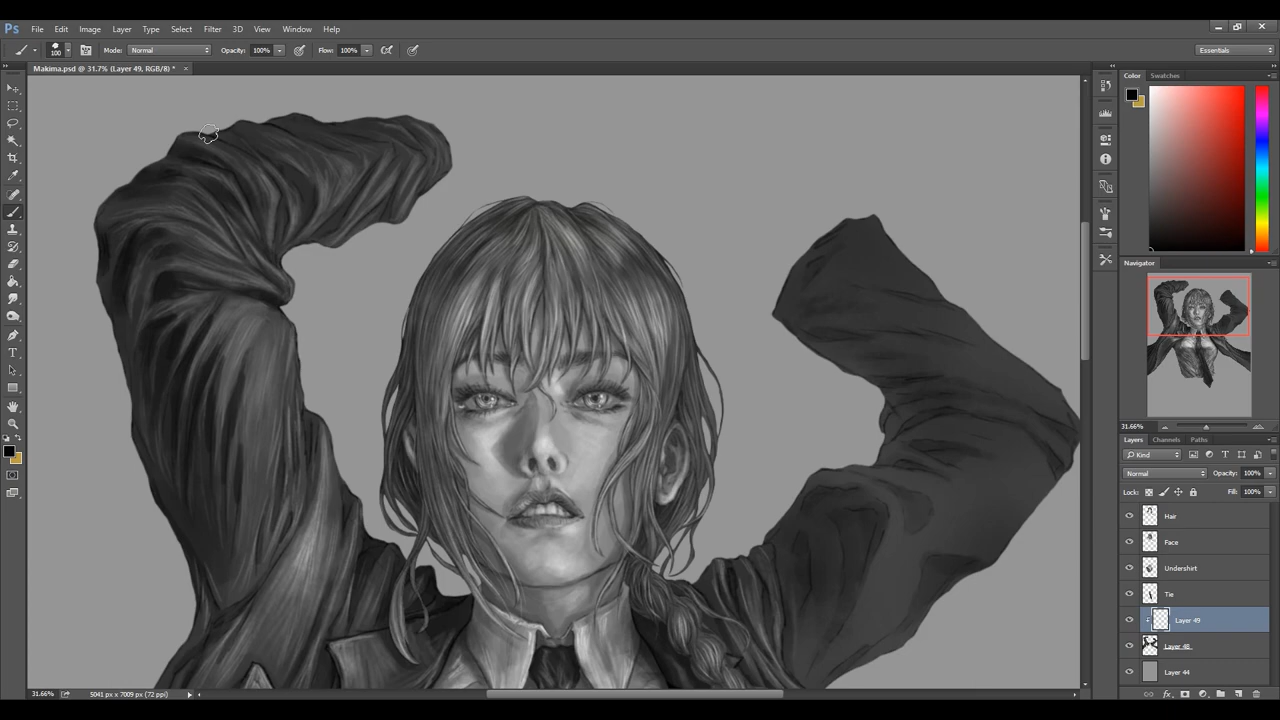 Ps File Edit Image Layer Type Select Filter 3D View Window Help
100 Mode: Normal Opacity: 100% Flow: 100% Essentials
Makima.psd @ 31.7% (Layer 49, RGB/8) * ×
Color Swatches
Navigator
31.66%
Layers Channels Paths
Kind
Normal Opacity: 100%
Lock: Fill: 100%
Hair
Face
Undershirt
Tie
Layer 49
Layer 48
Layer 44
fx
31.66% 5041 px x 7009 px (72 ppi)